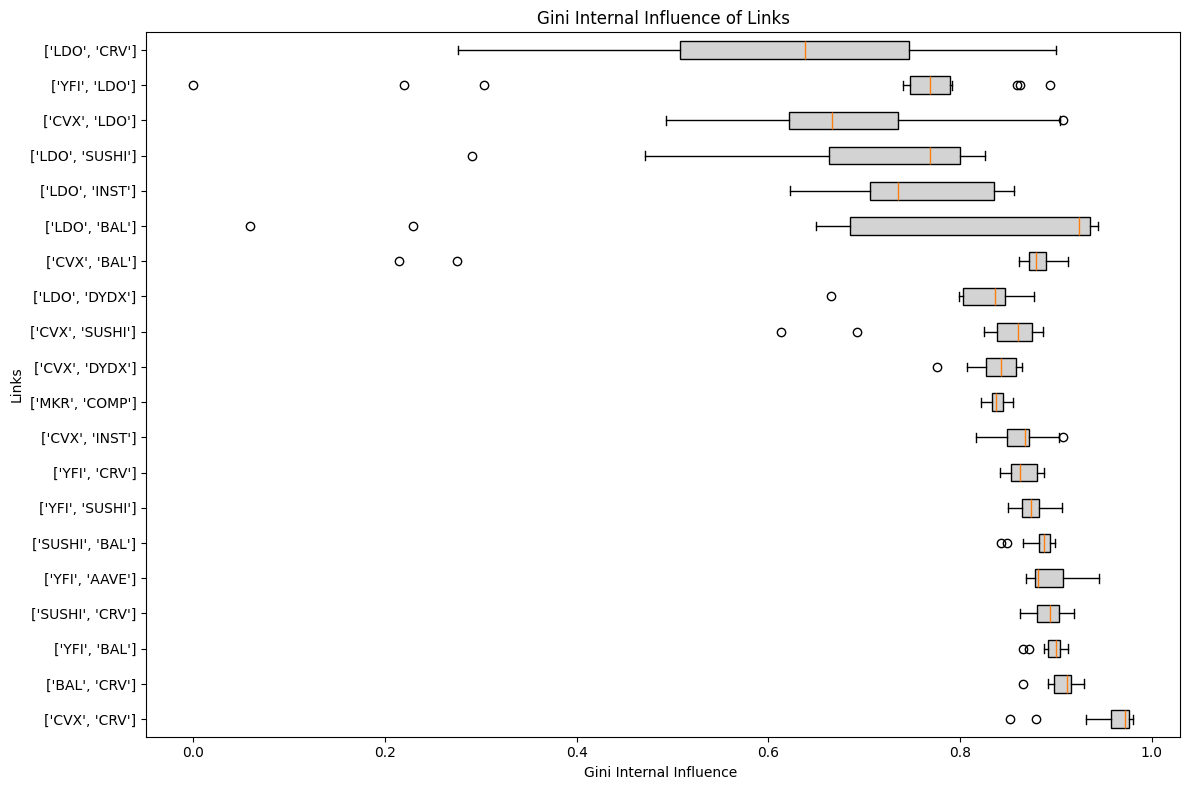 Gini Internal Influence of Links
['LDO', 'CRV']
['YFI', 'LDO']
['CVX', 'LDO']
['LDO', 'SUSHI']
['LDO', 'INST']
['LDO', 'BAL']
['CVX', 'BAL']
['LDO', 'DYDX']
['CVX', 'SUSHI']
['CVX', 'DYDX']
['MKR', 'COMP']
['CVX', 'INST']
['YFI', 'CRV']
['YFI', 'SUSHI']
['SUSHI', 'BAL']
['YFI', 'AAVE']
['SUSHI', 'CRV']
['YFI', 'BAL']
['BAL', 'CRV']
['CVX', 'CRV']
Links
0.0 0.2 0.4 0.6 0.8 1.0
Gini Internal Influence